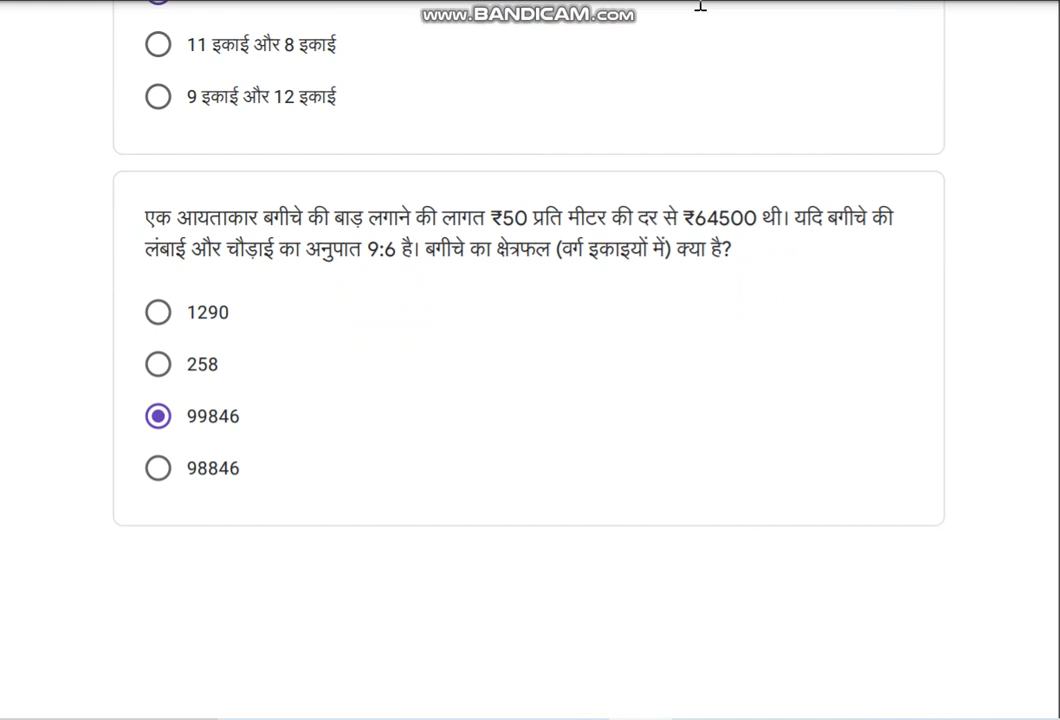 www.BANDICAM.com
11 इकाई और 8 इकाई
9 इकाई और 12 इकाई
एक आयताकार बगीचे की बाड़ लगाने की लागत ₹50 प्रति मीटर की दर से ₹64500 थी। यदि बगीचे की
लंबाई और चौड़ाई का अनुपात 9:6 है। बगीचे का क्षेत्रफल (वर्ग इकाइयों में) क्या है?
1290
258
99846
98846